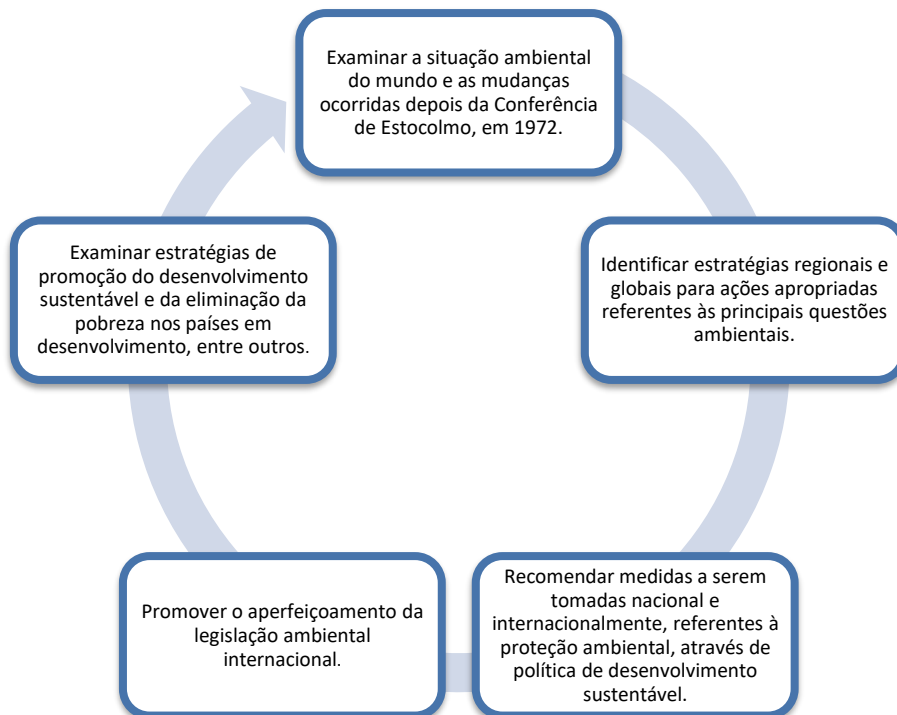 Examinar a situação ambiental
do mundo e as mudanças
ocorridas depois da Conferência
de Estocolmo, em 1972.
Identificar estratégias regionais e
globais para ações apropriadas
referentes às principais questões
ambientais.
Recomendar medidas a serem
tomadas nacional e
internacionalmente, referentes à
proteção ambiental, através de
política de desenvolvimento
sustentável.
Promover o aperfeiçoamento da
legislação ambiental
internacional.
Examinar estratégias de
promoção do desenvolvimento
sustentável e da eliminação da
pobreza nos países em
desenvolvimento, entre outros.